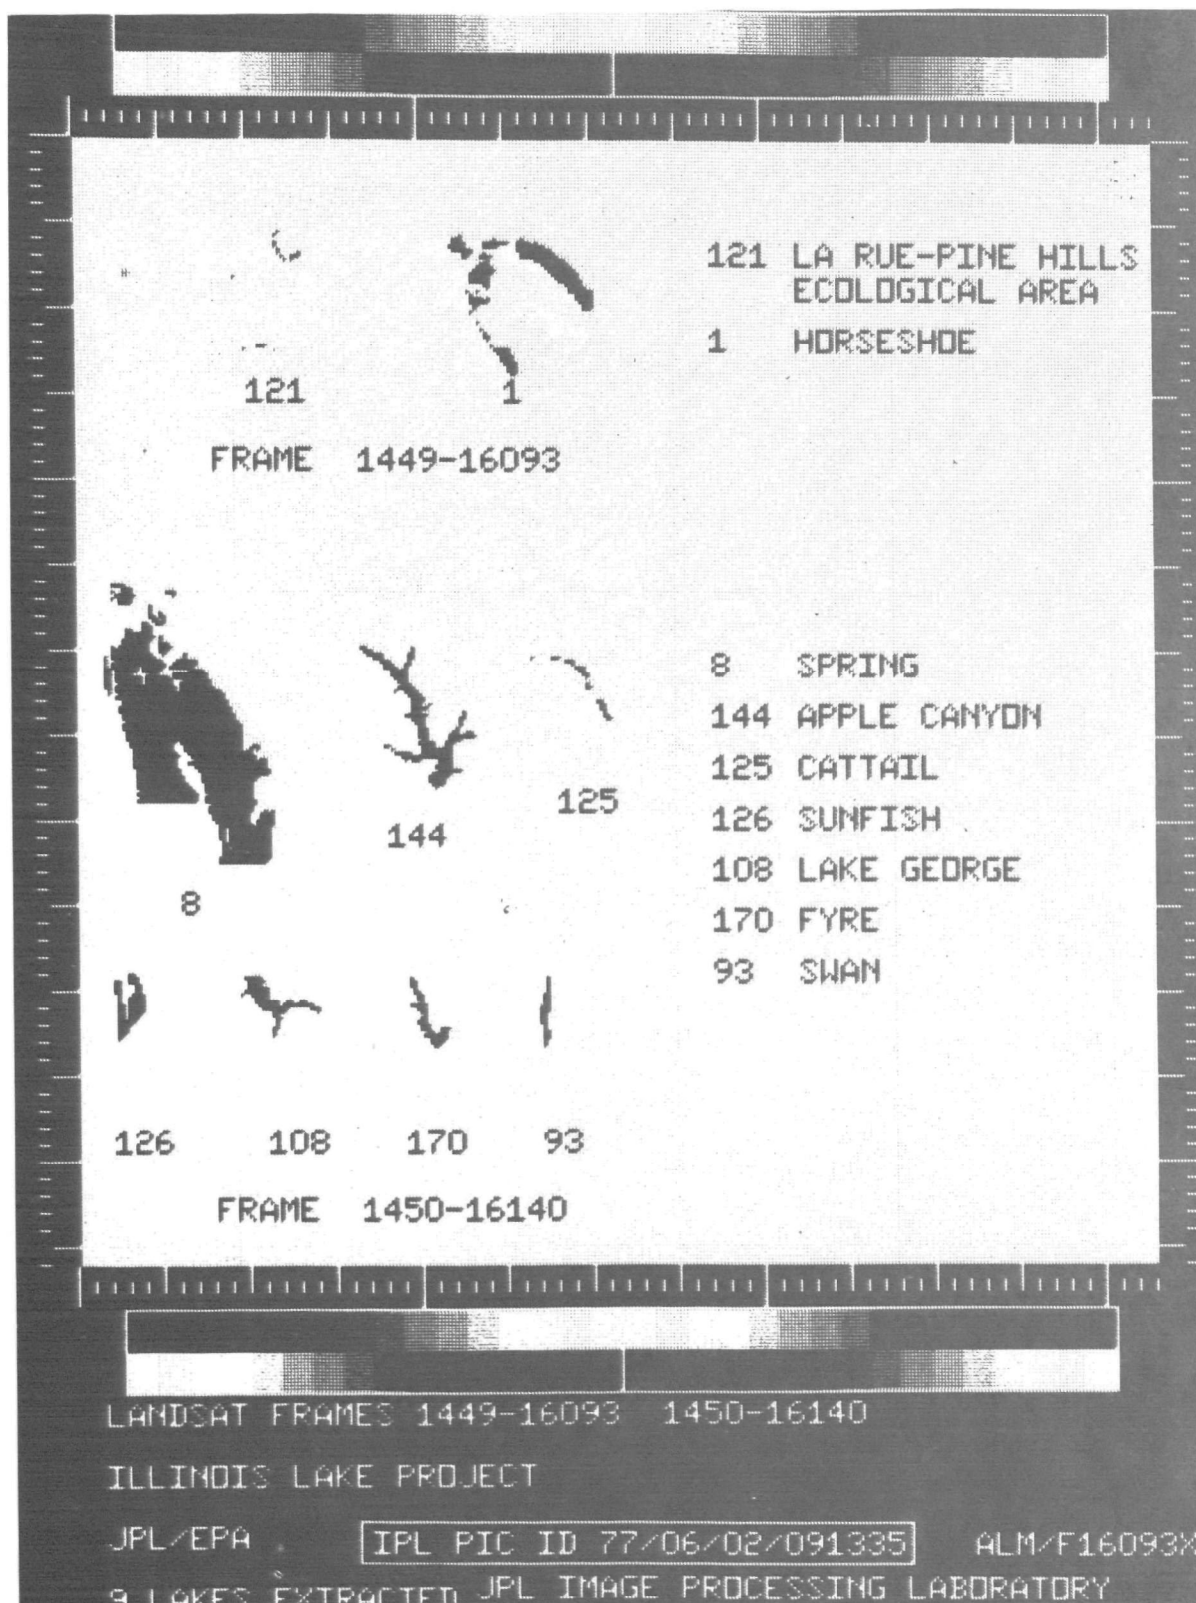 121 LA RUE-PINE HILLS
ECOLOGICAL AREA
1 HORSESHOE
121 1
FRAME 1449-16093
8 SPRING
144 APPLE CANYON
125 CATTAIL
126 SUNFISH
108 LAKE GEORGE
170 FYRE
93 SWAN
125
144
8
126 108 170 93
FRAME 1450-16140
LANDSAT FRAMES 1449-16093 1450-16140
ILLINOIS LAKE PROJECT
JPL/EPA IPL PIC ID 77/06/02/091335 ALM/F16093X
9 LAKES EXTRACTED JPL IMAGE PROCESSING LABORATORY